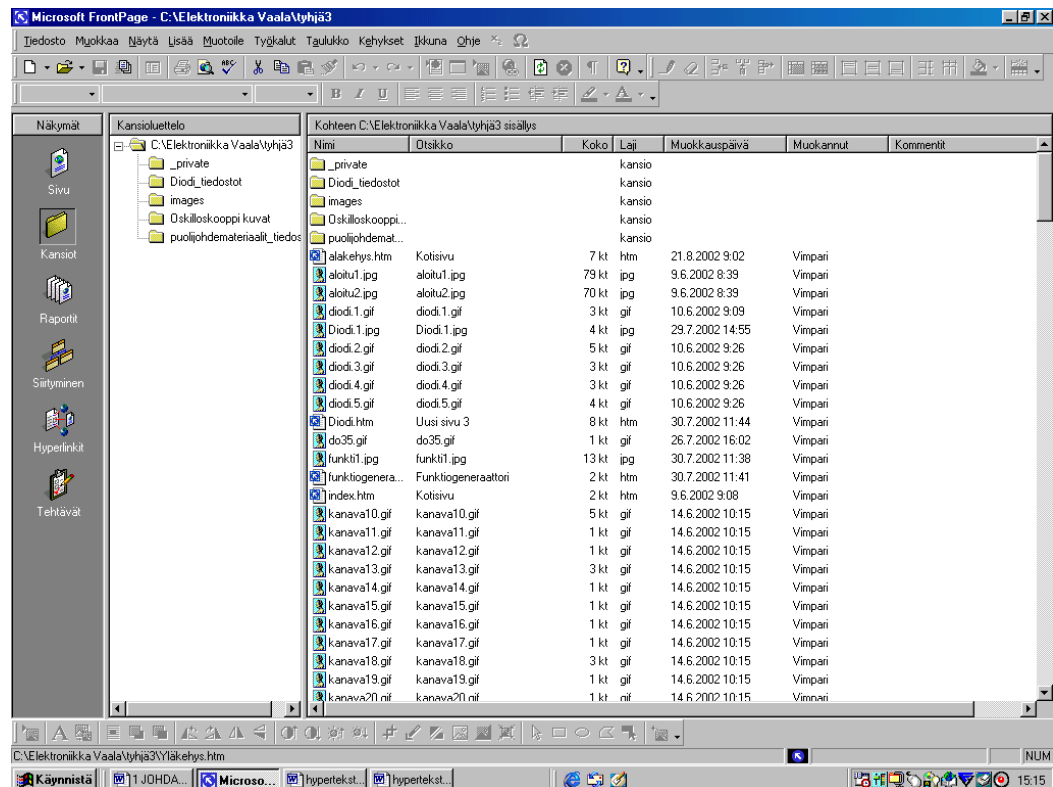 Microsoft FrontPage - C:\Elektroniikka Vaala\tyhjä3
Tiedosto Muokkaa Näytä Lisää Muotoile Työkalut Taulukko Kehykset Ikkuna Ohje
Näkymät
Sivu
Kansiot
Raportit
Siirtyminen
Hyperlinkit
Tehtävät
Kansioluettelo
C:\Elektroniikka Vaala\tyhjä3
_private
Diodi_tiedostot
images
Oskilloskooppi kuvat
puolijohdemateriaalit_tiedos
Kohteen C:\Elektroniikka Vaala\tyhjä3 sisällys
Nimi Otsikko Koko Laji Muokkauspäivä Muokannut Kommentit
_private kansio
Diodi_tiedostot kansio
images kansio
Oskilloskooppi... kansio
puolijohdemat... kansio
alakehys.htm Kotisivu 7 kt htm 21.8.2002 9:02 Vimpari
aloitu1.jpg aloitu1.jpg 79 kt jpg 9.6.2002 8:39 Vimpari
aloitu2.jpg aloitu2.jpg 70 kt jpg 9.6.2002 8:39 Vimpari
diodi.1.gif diodi.1.gif 3 kt gif 10.6.2002 9:09 Vimpari
Diodi.1.jpg Diodi.1.jpg 4 kt jpg 29.7.2002 14:55 Vimpari
diodi.2.gif diodi.2.gif 5 kt gif 10.6.2002 9:26 Vimpari
diodi.3.gif diodi.3.gif 3 kt gif 10.6.2002 9:26 Vimpari
diodi.4.gif diodi.4.gif 3 kt gif 10.6.2002 9:26 Vimpari
diodi.5.gif diodi.5.gif 4 kt gif 10.6.2002 9:26 Vimpari
Diodi.htm Uusi sivu 3 8 kt htm 30.7.2002 11:44 Vimpari
do35.gif do35.gif 1 kt gif 26.7.2002 16:02 Vimpari
funkti1.jpg funkti1.jpg 13 kt jpg 30.7.2002 11:38 Vimpari
funktiogenera... Funktiogeneraattori 2 kt htm 30.7.2002 11:41 Vimpari
index.htm Kotisivu 2 kt htm 9.6.2002 9:08 Vimpari
kanava10.gif kanava10.gif 5 kt gif 14.6.2002 10:15 Vimpari
kanava11.gif kanava11.gif 1 kt gif 14.6.2002 10:15 Vimpari
kanava12.gif kanava12.gif 1 kt gif 14.6.2002 10:15 Vimpari
kanava13.gif kanava13.gif 3 kt gif 14.6.2002 10:15 Vimpari
kanava14.gif kanava14.gif 1 kt gif 14.6.2002 10:15 Vimpari
kanava15.gif kanava15.gif 1 kt gif 14.6.2002 10:15 Vimpari
kanava16.gif kanava16.gif 1 kt gif 14.6.2002 10:15 Vimpari
kanava17.gif kanava17.gif 1 kt gif 14.6.2002 10:15 Vimpari
kanava18.gif kanava18.gif 3 kt gif 14.6.2002 10:15 Vimpari
kanava19.gif kanava19.gif 1 kt gif 14.6.2002 10:15 Vimpari
kanava20.gif kanava20.gif 1 kt gif 14.6.2002 10:15 Vimpari
C:\Elektroniikka Vaala\tyhjä3\Yläkehys.htm NUM
Käynnistä 1 JOHDA... Microso... hypertekst... hypertekst... 15:15